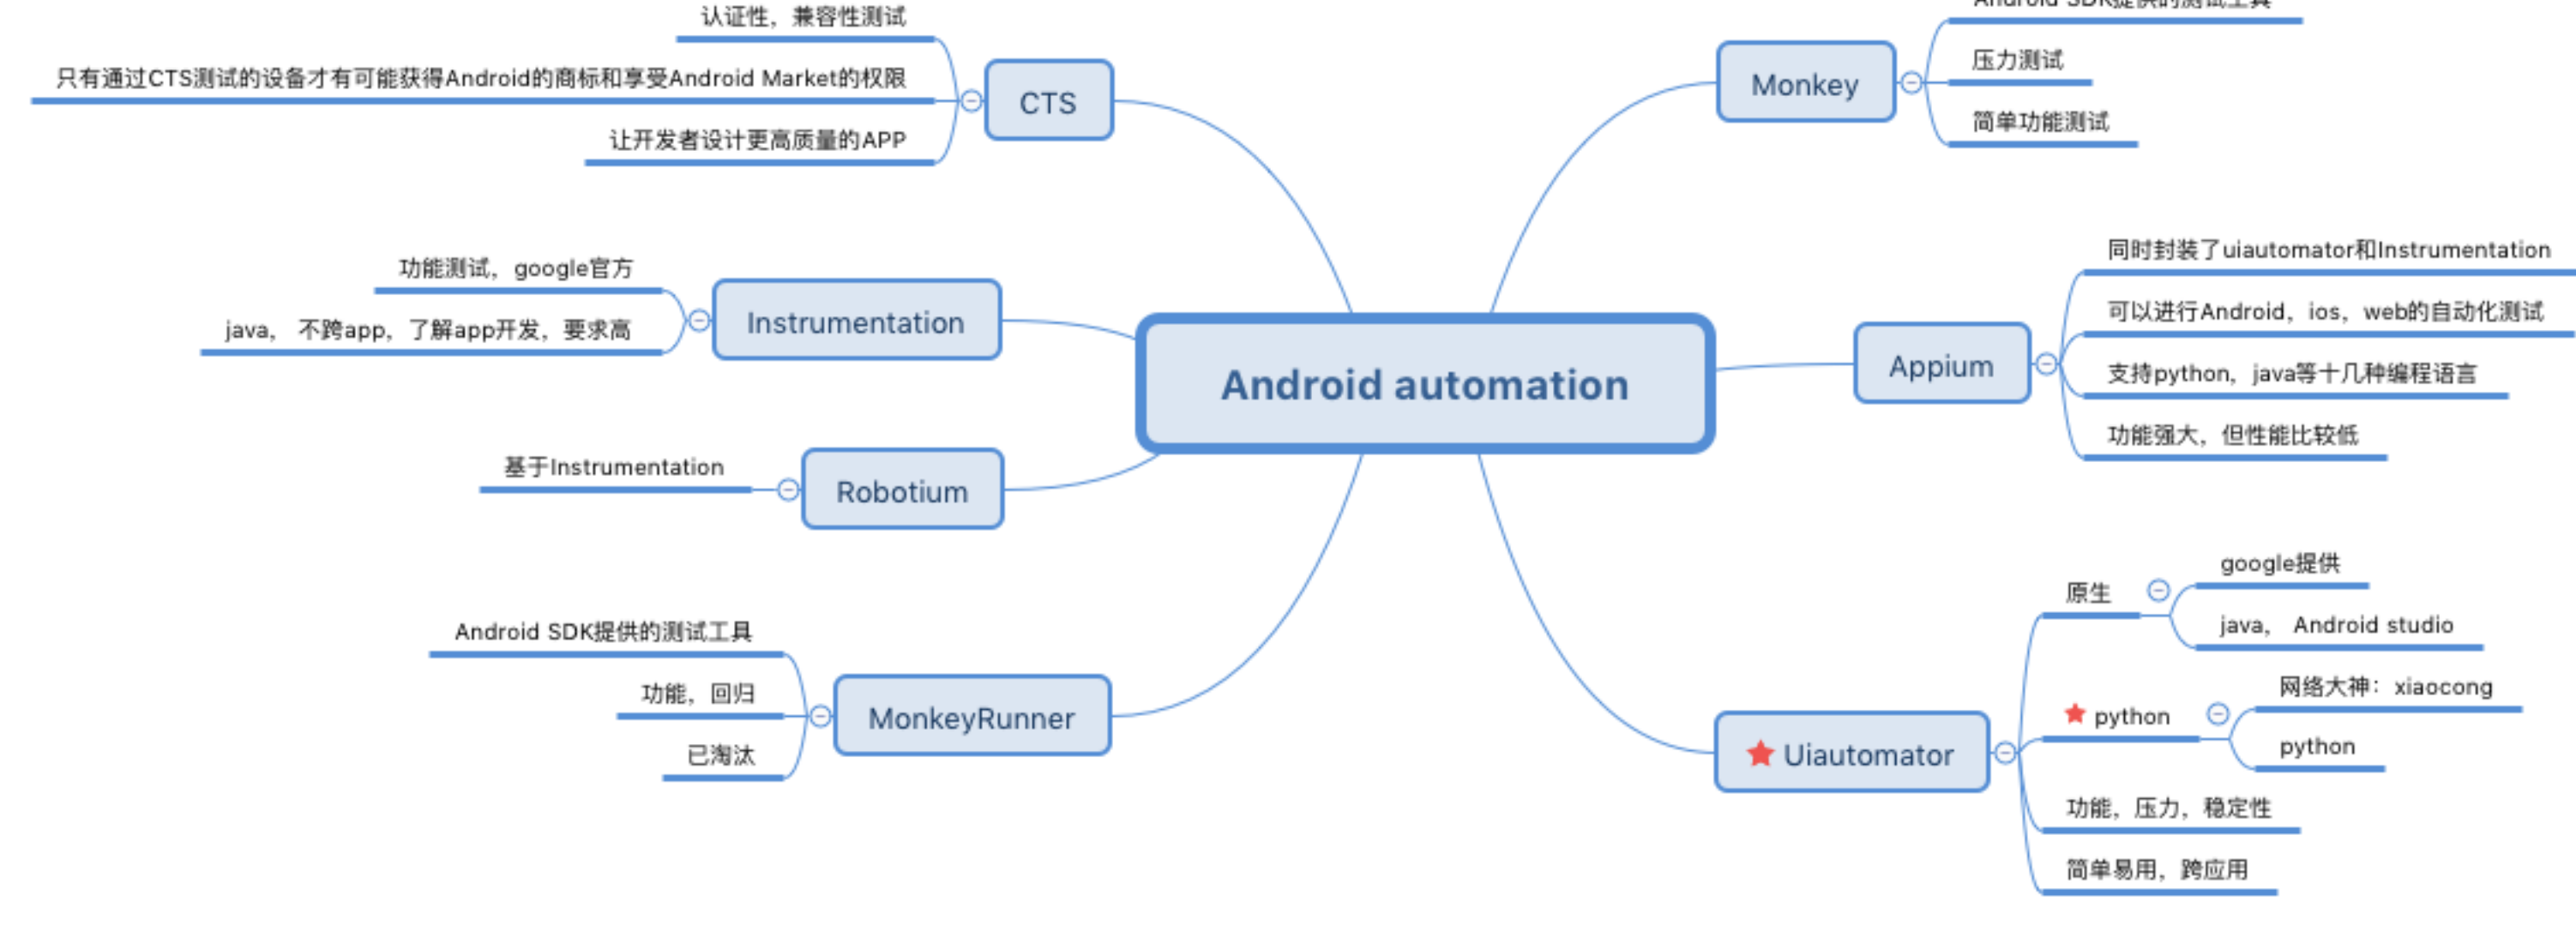 认证性，兼容性测试
只有通过CTS测试的设备才有可能获得Android的商标和享受Android Market的权限
让开发者设计更高质量的APP
CTS
功能测试，google官方
java， 不跨app，了解app开发，要求高
Instrumentation
基于Instrumentation
Robotium
Android SDK提供的测试工具
功能，回归
已淘汰
MonkeyRunner
Android automation
Monkey
Android SDK提供的测试工具
压力测试
简单功能测试
Appium
同时封装了uiautomator和Instrumentation
可以进行Android，ios，web的自动化测试
支持python，java等十几种编程语言
功能强大，但性能比较低
Uiautomator
原生
google提供
java， Android studio
python
网络大神：xiaocong
python
功能，压力，稳定性
简单易用，跨应用